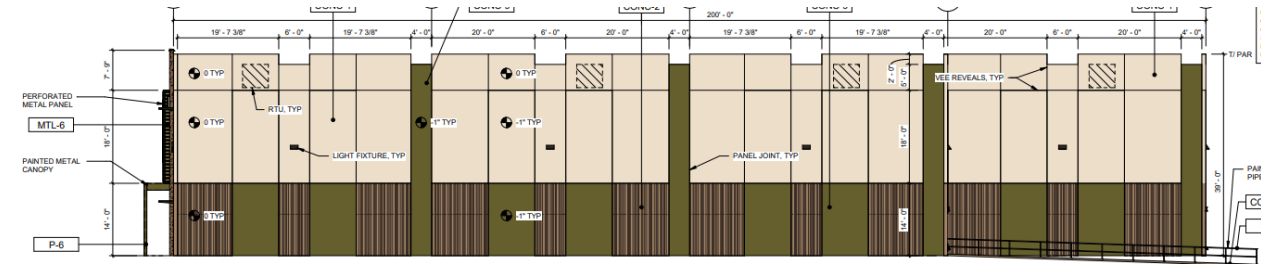 CONC-2
200' - 0"
19' - 7 3/8"
6' - 0"
19' - 7 3/8"
4' - 0"
20' - 0"
6' - 0"
20' - 0"
4' - 0"
19' - 7 3/8"
6' - 0"
19' - 7 3/8"
4' - 0"
20' - 0"
6' - 0"
20' - 0"
4' - 0"
T/ PAR
7' - 9"
0 TYP
0 TYP
2' - 0"
5' - 0"
VEE REVEALS, TYP
PERFORATED
METAL PANEL
RTU, TYP
MTL-6
0 TYP
-1" TYP
-1" TYP
18' - 0"
18' - 0"
LIGHT FIXTURE, TYP
PANEL JOINT, TYP
PAINTED METAL
CANOPY
39' - 0"
14' - 0"
0 TYP
-1" TYP
14' - 0"
P-6